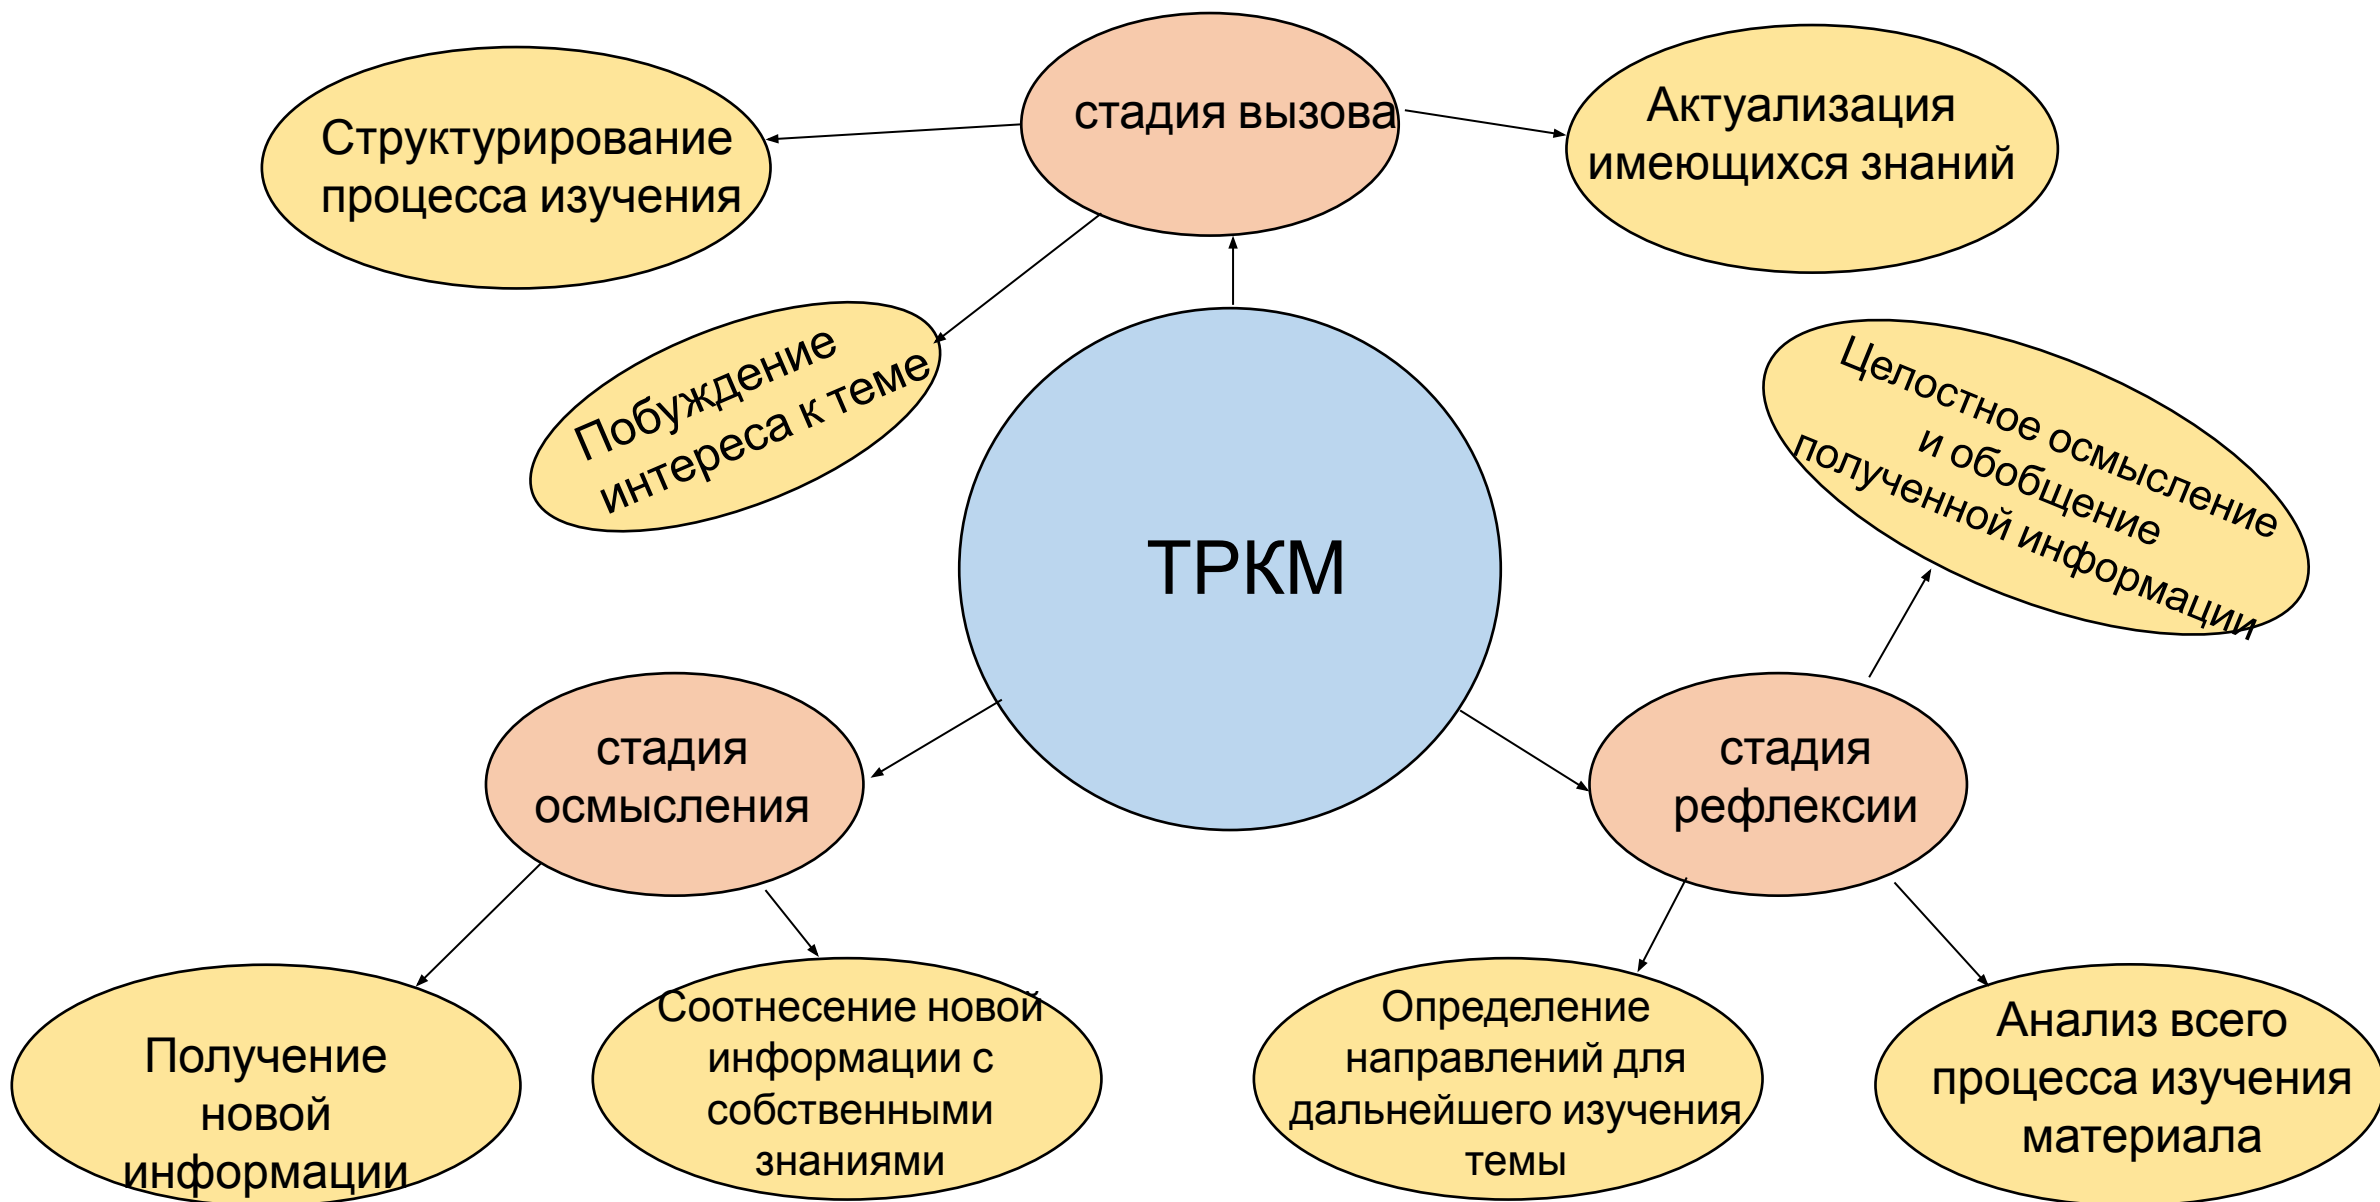 стадия вызова
Структурирование
процесса изучения
Актуализация
имеющихся знаний
Побуждение
интереса к теме
ТРКМ
Целостное осмысление
и обобщение
полученной информации
стадия
осмысления
стадия
рефлексии
Получение
новой
информации
Соотнесение новой
информации с
собственными
знаниями
Определение
направлений для
дальнейшего изучения
темы
Анализ всего
процесса изучения
материала